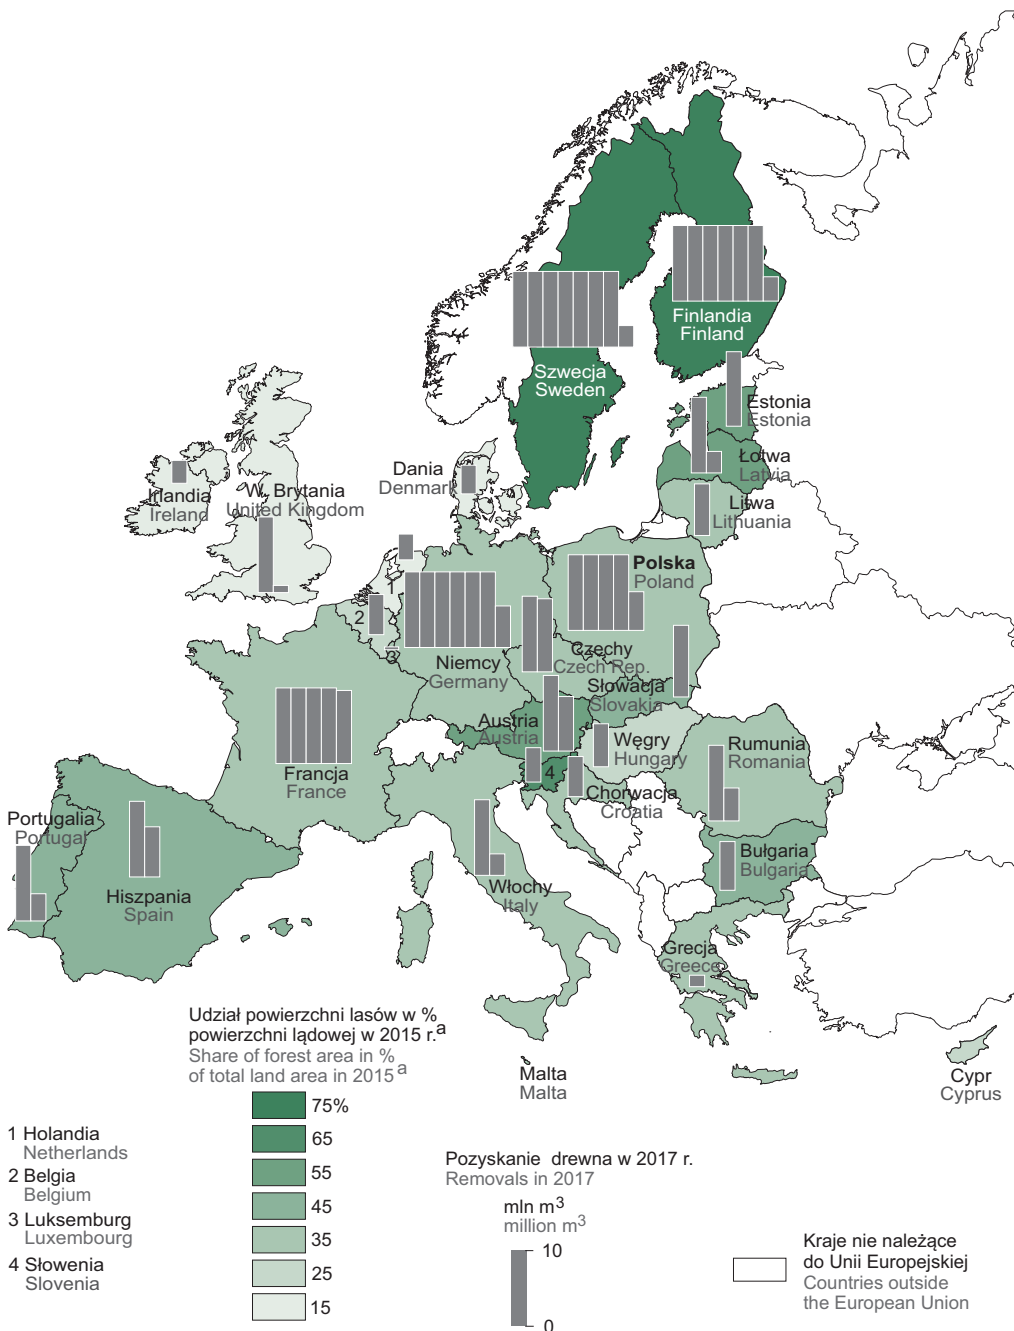 Finlandia
Finland
Szwecja
Sweden
Estonia
Estonia
Łotwa
Latvia
Litwa
Lithuania
Dania
Denmark
Irlandia
Ireland
W. Brytania
United Kingdom
Polska
Poland
1
2
3
Niemcy
Germany
Czechy
Czech Rep.
Słowacja
Slovakia
Austria
Austria
Węgry
Hungary
Rumunia
Romania
4
Chorwacja
Croatia
Francja
France
Portugalia
Portugal
Hiszpania
Spain
Włochy
Italy
Bułgaria
Bulgaria
Grecja
Greece
Malta
Malta
Cypr
Cyprus
Udział powierzchni lasów w %
powierzchni lądowej w 2015 r.a
Share of forest area in %
of total land area in 2015 a
75%
65
55
45
35
25
15
1 Holandia
Netherlands
2 Belgia
Belgium
3 Luksemburg
Luxembourg
4 Słowenia
Slovenia
Pozyskanie drewna w 2017 r.
Removals in 2017
mln m3
million m3
10
0
Kraje nie należące
do Unii Europejskiej
Countries outside
the European Union